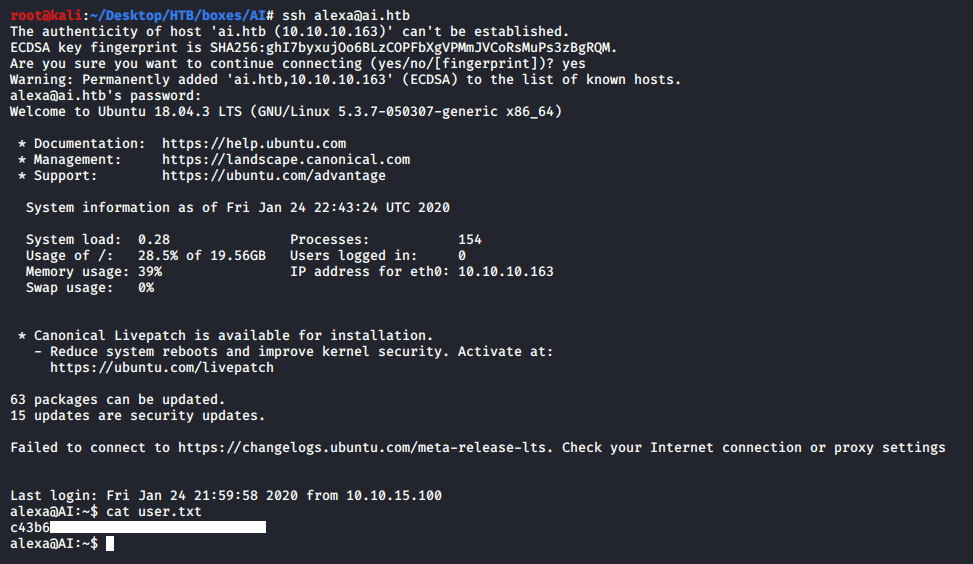 root@kali:~/Desktop/HTB/boxes/AI# ssh alexa@ai.htb
The authenticity of host 'ai.htb (10.10.10.163)' can't be established.
ECDSA key fingerprint is SHA256:ghI7byxujOo6BLzCOPFbXgVPMmJVCoRsMuPs3zBgRQM.
Are you sure you want to continue connecting (yes/no/[fingerprint])? yes
Warning: Permanently added 'ai.htb,10.10.10.163' (ECDSA) to the list of known hosts.
alexa@ai.htb's password:
Welcome to Ubuntu 18.04.3 LTS (GNU/Linux 5.3.7-050307-generic x86_64)
* Documentation:  https://help.ubuntu.com
* Management:     https://landscape.canonical.com
* Support:        https://ubuntu.com/advantage
System information as of Fri Jan 24 22:43:24 UTC 2020
System load:  0.28               Processes:            154
Usage of /:   28.5% of 19.56GB   Users logged in:      0
Memory usage: 39%                IP address for eth0: 10.10.10.163
Swap usage:   0%
* Canonical Livepatch is available for installation.
- Reduce system reboots and improve kernel security. Activate at:
https://ubuntu.com/livepatch
63 packages can be updated.
15 updates are security updates.
Failed to connect to https://changelogs.ubuntu.com/meta-release-lts. Check your Internet connection or proxy settings
Last login: Fri Jan 24 21:59:58 2020 from 10.10.15.100
alexa@AI:~$ cat user.txt
c43b6
alexa@AI:~$